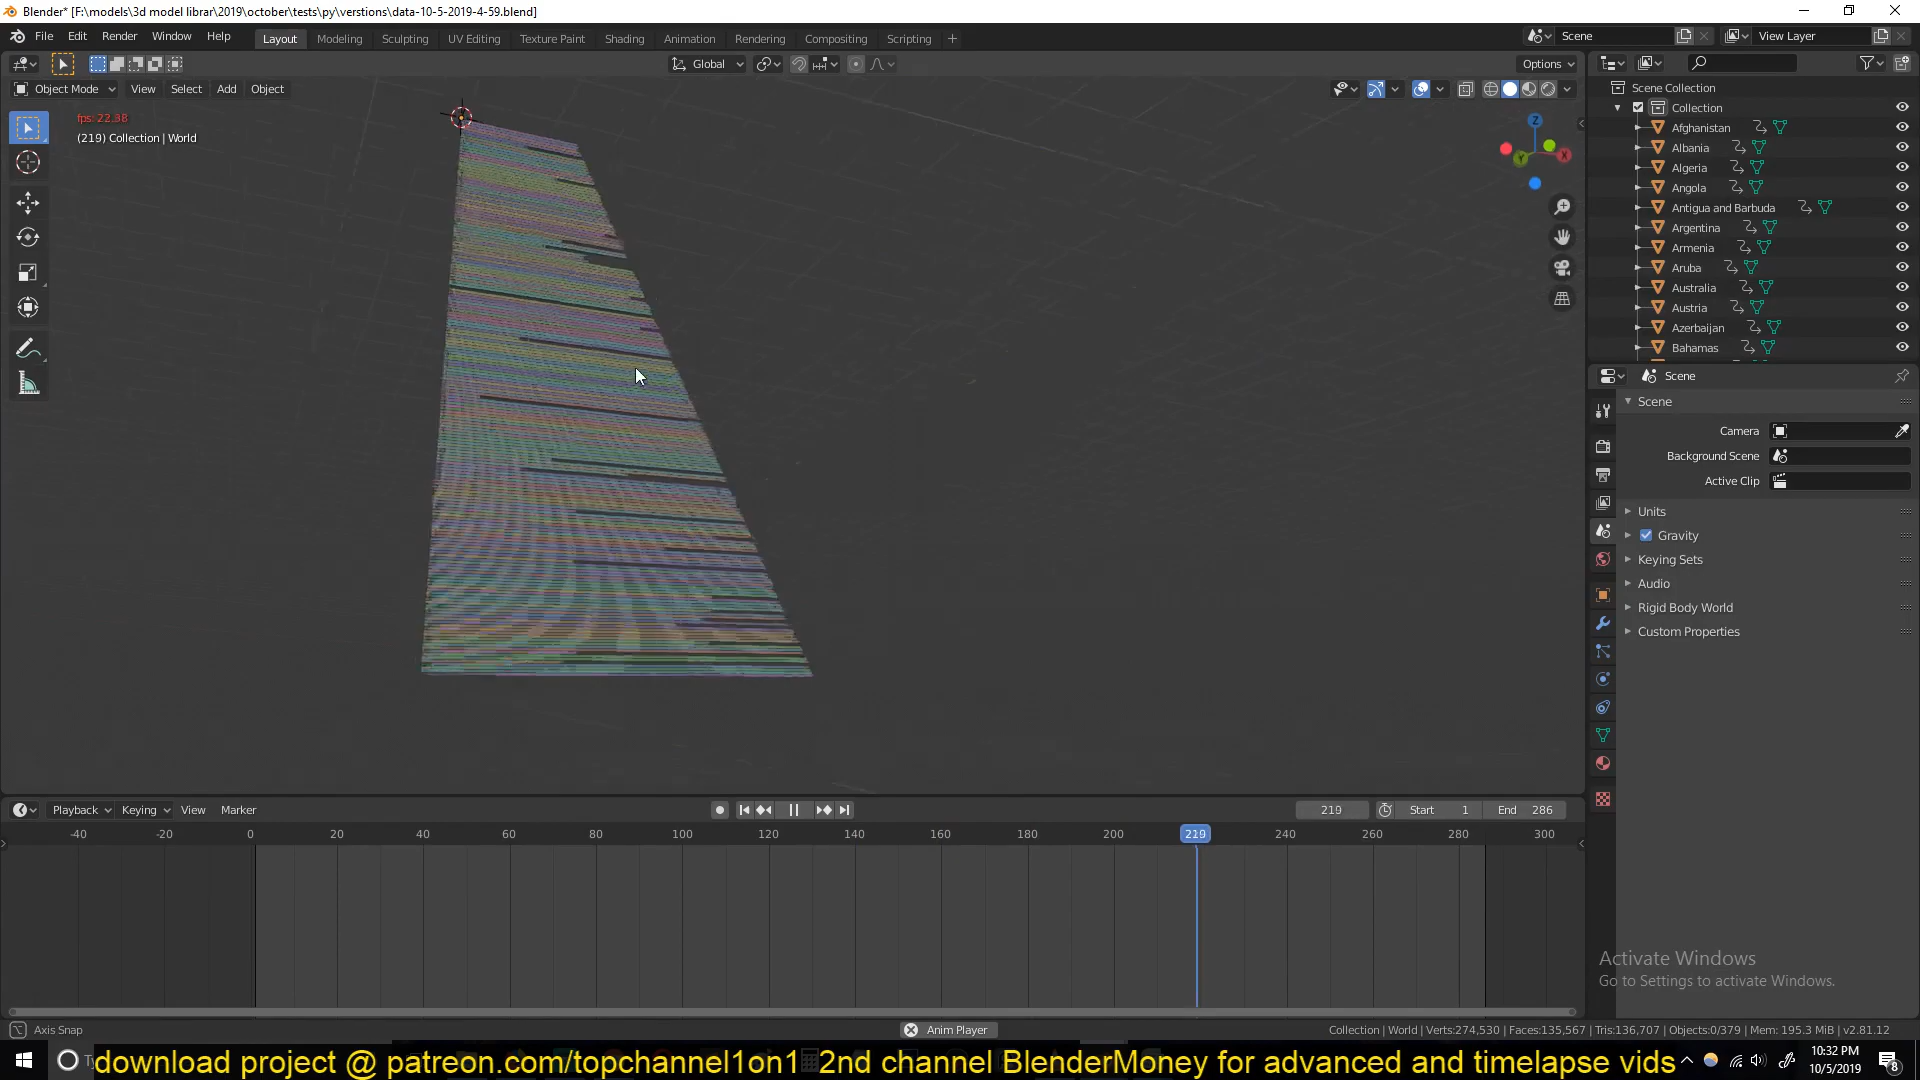 Blender* [F:\models\3d model librar\2019\october\tests\py\verstions\data-10-5-2019-4-59.blend]
File Edit Render Window Help Layout Modeling Sculpting UV Editing Texture Paint Shading Animation Rendering Compositing Scripting + Scene View Layer
Global Options
Object Mode View Select Add Object
fps: 22.38
(219) Collection | World
Z
Y
X
Scene Collection
Collection
Afghanistan
Albania
Algeria
Angola
Antigua and Barbuda
Argentina
Armenia
Aruba
Australia
Austria
Azerbaijan
Bahamas
Scene
Scene
Camera
Background Scene
Active Clip
Units
Gravity
Keying Sets
Audio
Rigid Body World
Custom Properties
Playback Keying View Marker 219 Start 1 End 286
-40 -20 0 20 40 60 80 100 120 140 160 180 200 219 240 260 280 300
Activate Windows
Go to Settings to activate Windows.
Axis Snap Anim Player Collection | World | Verts:274,530 | Faces:135,567 | Tris:136,707 | Objects:0/379 | Mem: 195.3 MiB | v2.81.12
download project @ patreon.com/topchannel1on1 2nd channel BlenderMoney for advanced and timelapse vids
10:32 PM
10/5/2019
8